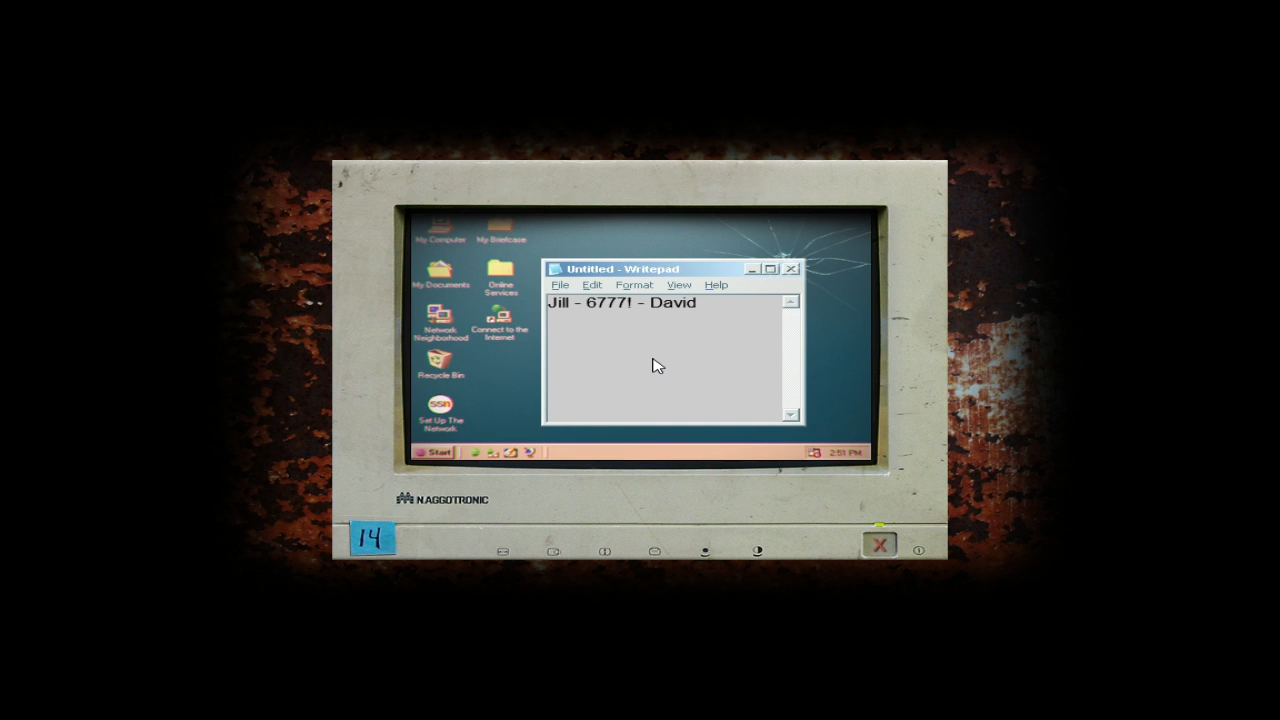 My Computer
My Briefcase
My Documents
Online
Services
Network
Neighborhood
Connect to the
Internet
Recycle Bin
ssn
Set Up The
Network
Untitled - Writepad
File Edit Format View Help
Jill - 6777! - David
Start
2:51 PM
NAGGOTRONIC
14
X